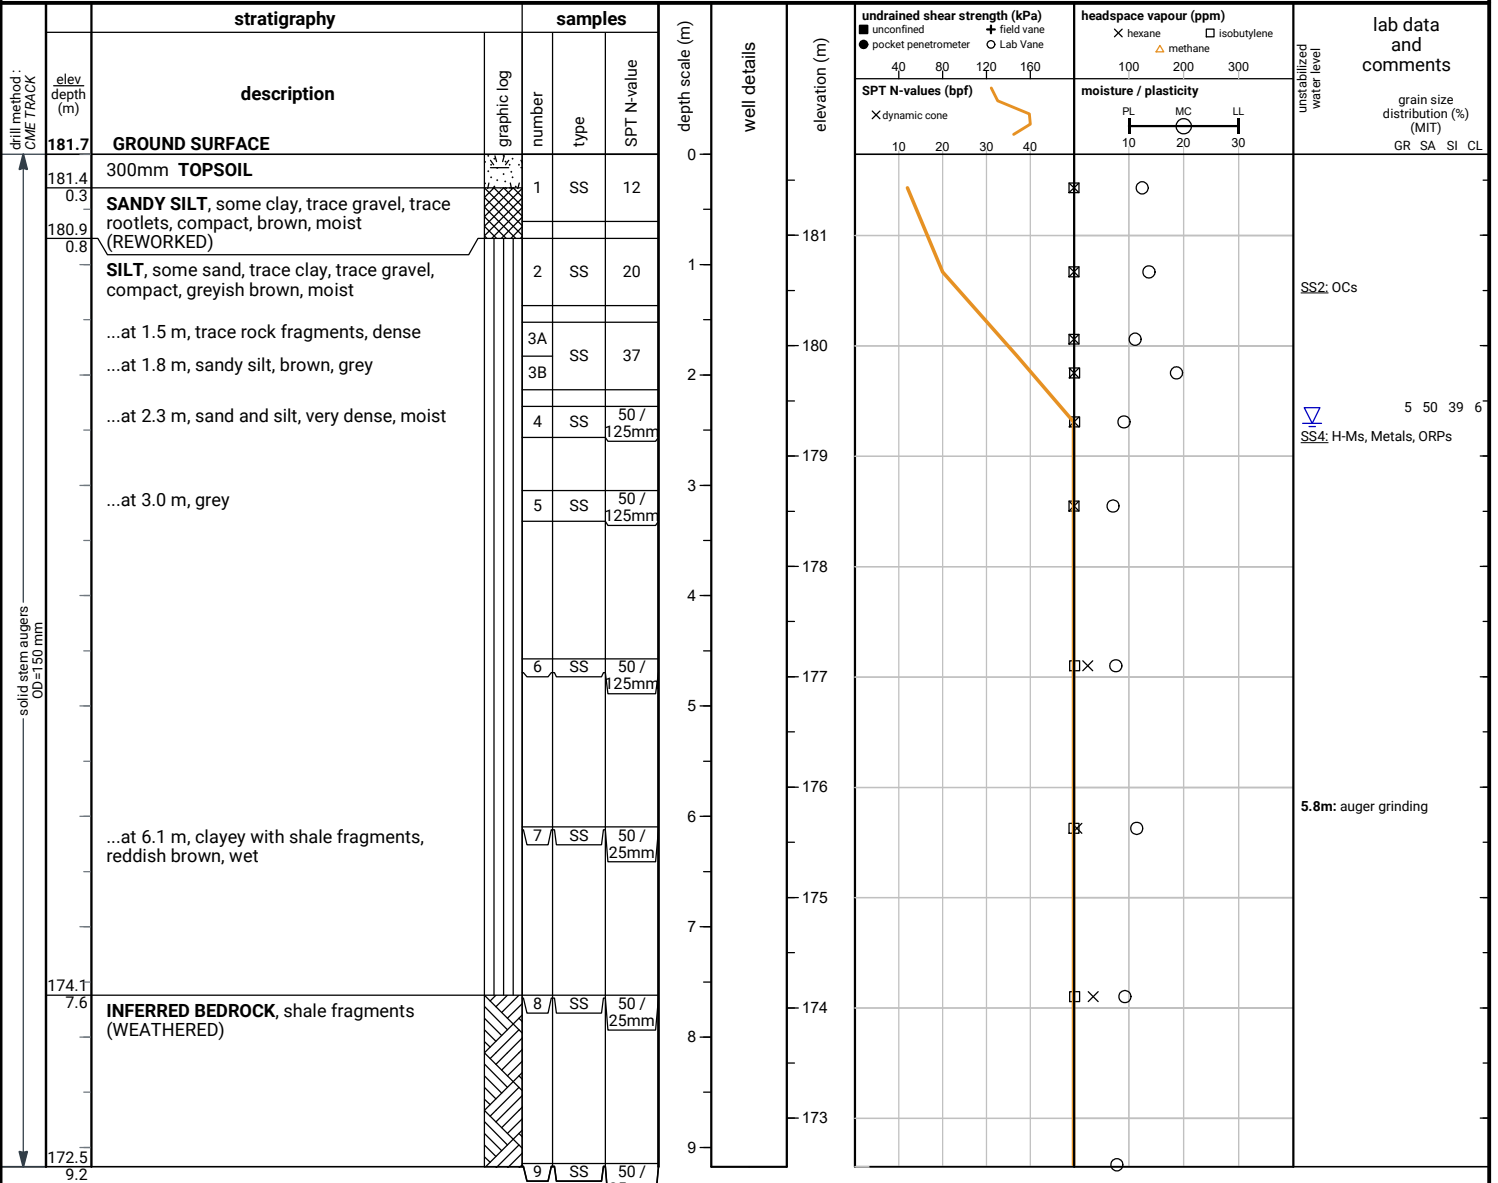 stratigraphy
samples
drill method :
CME TRACK
elev
depth
(m)
description
graphic log
number
type
SPT N-value
depth scale (m)
well details
elevation (m)
undrained shear strength (kPa)
unconfined
field vane
pocket penetrometer
Lab Vane
40 80 120 160
SPT N-values (bpf)
dynamic cone
10 20 30 40
headspace vapour (ppm)
hexane
isobutylene
methane
100 200 300
moisture / plasticity
PL MC LL
10 20 30
unstabilized
water level
lab data
and
comments
grain size
distribution (%)
(MIT)
GR SA SI CL
181.7 GROUND SURFACE
300mm TOPSOIL
181.4
0.3
SANDY SILT, some clay, trace gravel, trace
rootlets, compact, brown, moist
(REWORKED)
180.9
0.8
SILT, some sand, trace clay, trace gravel,
compact, greyish brown, moist
...at 1.5 m, trace rock fragments, dense
...at 1.8 m, sandy silt, brown, grey
...at 2.3 m, sand and silt, very dense, moist
...at 3.0 m, grey
...at 6.1 m, clayey with shale fragments,
reddish brown, wet
174.1
7.6
INFERRED BEDROCK, shale fragments
(WEATHERED)
172.5
9.2
solid stem augers
OD=150 mm
1 SS 12
2 SS 20
3A
SS 37
3B
4 SS 50 /
125mm
5 SS 50 /
125mm
6 SS 50 /
125mm
7 SS 50 /
25mm
8 SS 50 /
25mm
9 SS 50 /
0
1
2
3
4
5
6
7
8
9
181
180
179
178
177
176
175
174
173
SS2: OCs
5 50 39 6
SS4: H-Ms, Metals, ORPs
5.8m: auger grinding